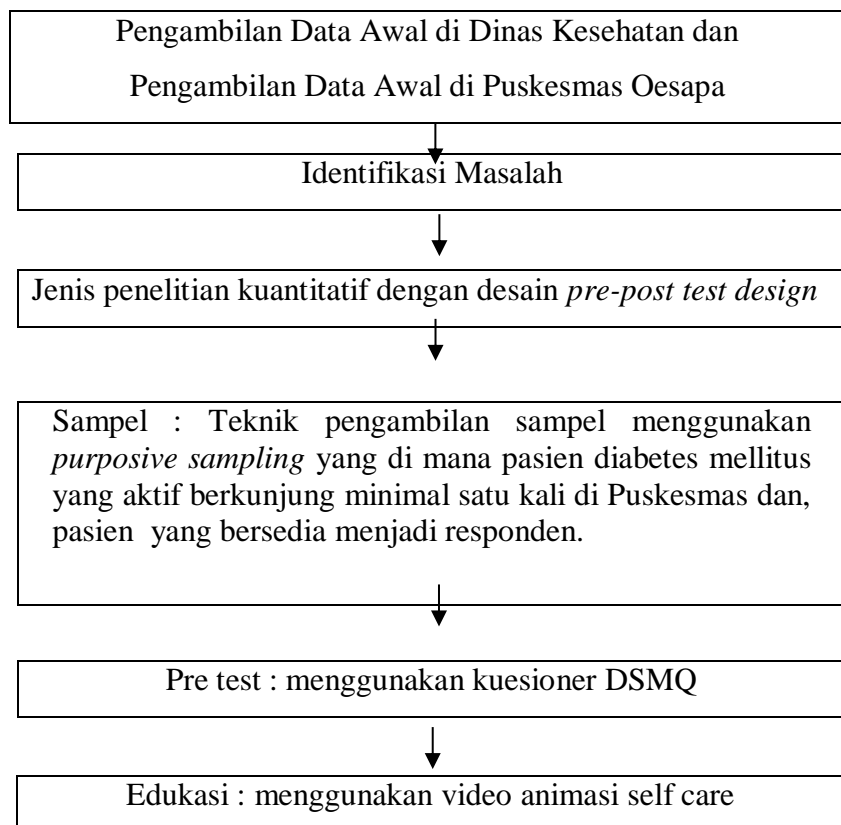 Pengambilan Data Awal di Dinas Kesehatan dan
Pengambilan Data Awal di Puskesmas Oesapa
Identifikasi Masalah
Jenis penelitian kuantitatif dengan desain pre-post test design
Sampel : Teknik pengambilan sampel menggunakan
purposive sampling yang di mana pasien diabetes mellitus
yang aktif berkunjung minimal satu kali di Puskesmas dan,
pasien yang bersedia menjadi responden.
Pre test : menggunakan kuesioner DSMQ
Edukasi : menggunakan video animasi self care